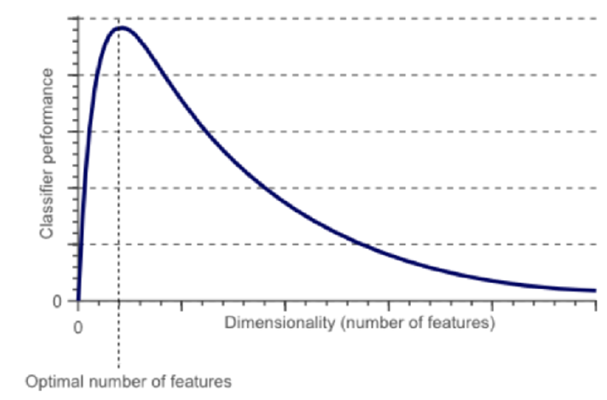 Classifier performance
0
0
Dimensionality (number of features)
Optimal number of features